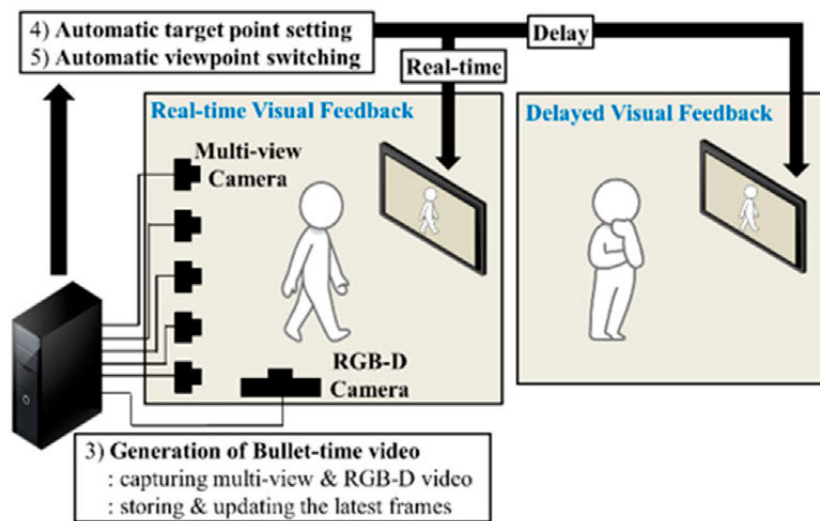 4) Automatic target point setting
5) Automatic viewpoint switching
Delay
Real-time
Real-time Visual Feedback
Delayed Visual Feedback
Multi-view
Camera
RGB-D
Camera
3) Generation of Bullet-time video
: capturing multi-view & RGB-D video
: storing & updating the latest frames